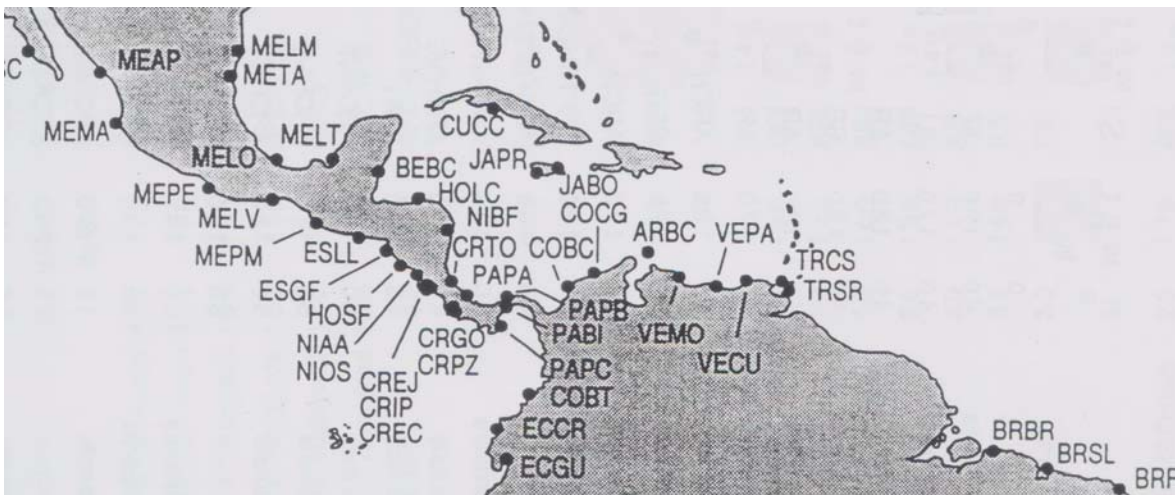 MELM
MEAP
META
MEMA
MELT
CUCC
MELO
JAPR
BEBC
MEPE
HOLC
JABO
MELV
NIBF
COCG
ARBC
MEPM
ESLL
CRTO
COBC
VEPA
TRCS
PAPA
ESGF
TRSR
HOSF
PAPB
NIAA
CRGO
PABI
VEMO
NIOS
CRPZ
VECU
PAPC
CREJ
COBT
CRIP
CREC
ECCR
BRBR
ECGU
BRSL